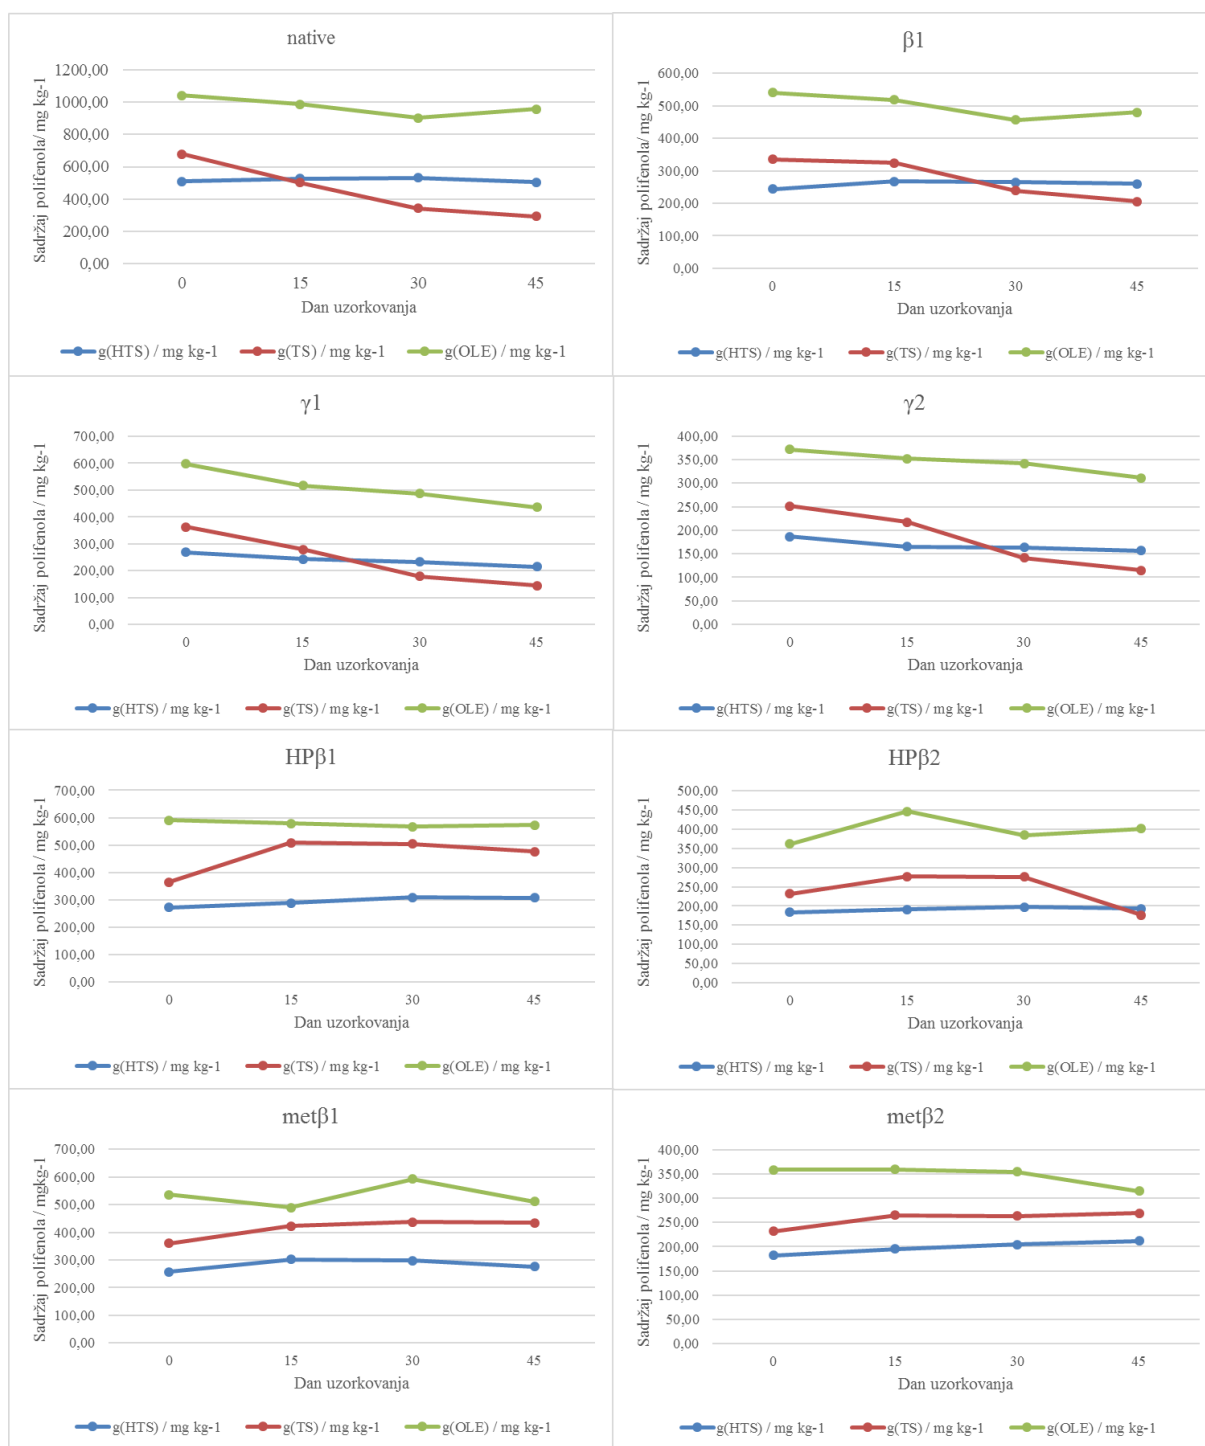 native
1200,00
1000,00
800,00
600,00
400,00
200,00
0,00
Sadržaj polifenola/ mg kg-1
0 15 30 45
Dan uzorkovanja
g(HTS) / mg kg-1 g(TS) / mg kg-1 g(OLE) / mg kg-1
β1
600,00
500,00
400,00
300,00
200,00
100,00
0,00
Sadržaj polifenola/ mg kg-1
0 15 30 45
Dan uzorkovanja
g(HTS) / mg kg-1 g(TS) / mg kg-1 g(OLE) / mg kg-1
γ1
700,00
600,00
500,00
400,00
300,00
200,00
100,00
0,00
Sadržaj polifenola / mg kg-1
0 15 30 45
Dan uzorkovanja
g(HTS) / mg kg-1 g(TS) / mg kg-1 g(OLE) / mg kg-1
γ2
400,00
350,00
300,00
250,00
200,00
150,00
100,00
50,00
0,00
Sadržaj polifenola / mg kg-1
0 15 30 45
Dan uzorkovanja
g(HTS) / mg kg-1 g(TS) / mg kg-1 g(OLE) / mg kg-1
HPβ1
700,00
600,00
500,00
400,00
300,00
200,00
100,00
0,00
Sadržaj polifenola / mg kg-1
0 15 30 45
Dan uzorkovanja
g(HTS) / mg kg-1 g(TS) / mg kg-1 g(OLE) / mg kg-1
HPβ2
500,00
450,00
400,00
350,00
300,00
250,00
200,00
150,00
100,00
50,00
0,00
Sadržaj polifenola / mg kg-1
0 15 30 45
Dan uzorkovanja
g(HTS) / mg kg-1 g(TS) / mg kg-1 g(OLE) / mg kg-1
metβ1
700,00
600,00
500,00
400,00
300,00
200,00
100,00
0,00
Sadržaj polifenola / mgkg-1
0 15 30 45
Dan uzorkovanja
g(HTS) / mg kg-1 g(TS) / mg kg-1 g(OLE) / mg kg-1
metβ2
400,00
350,00
300,00
250,00
200,00
150,00
100,00
50,00
0,00
Sadržaj polifenola / mg kg-1
0 15 30 45
Dan uzorkovanja
g(HTS) / mg kg-1 g(TS) / mg kg-1 g(OLE) / mg kg-1